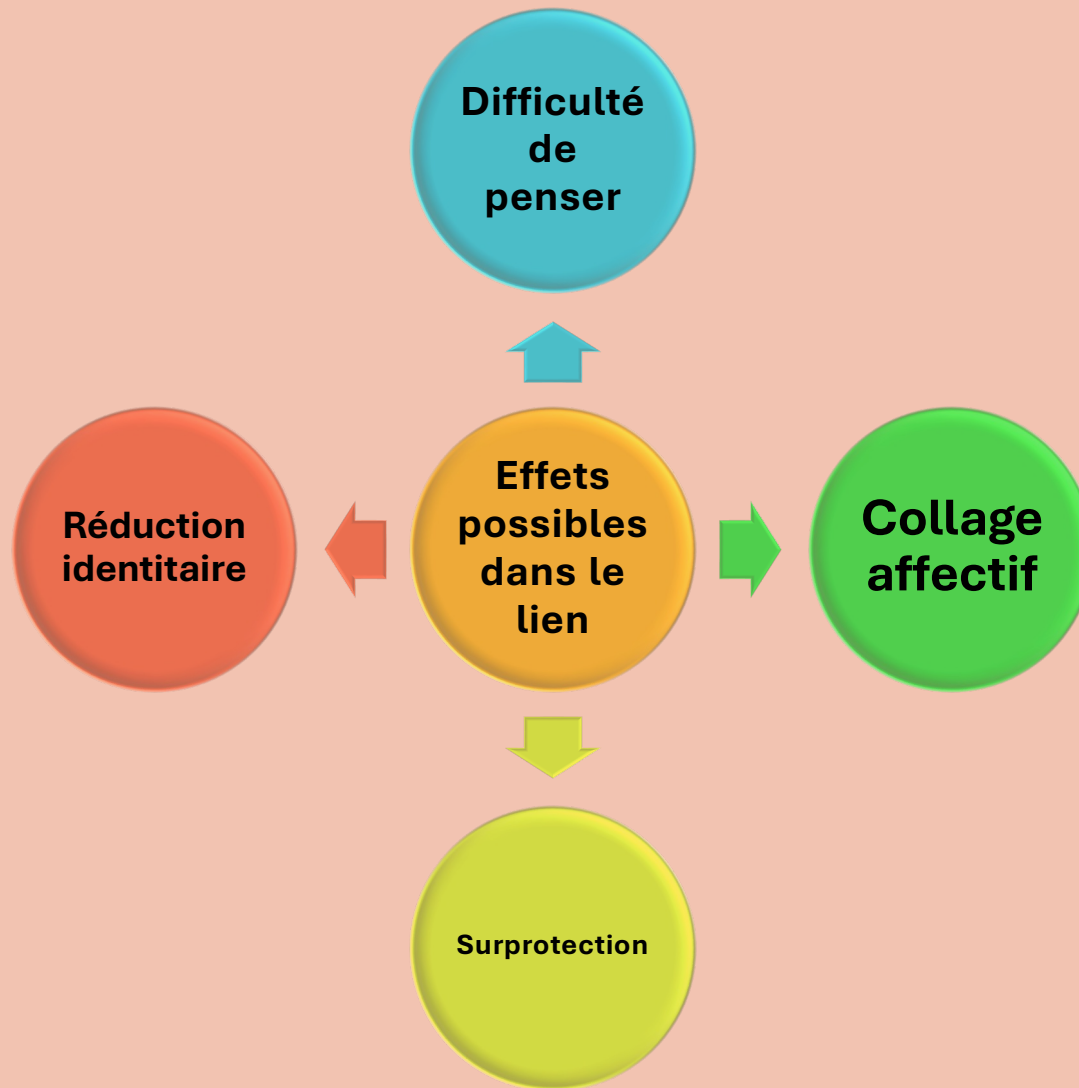 Difficulté
de
penser
Réduction
identitaire
Effets
possibles
dans le
lien
Collage
affectif
Surprotection